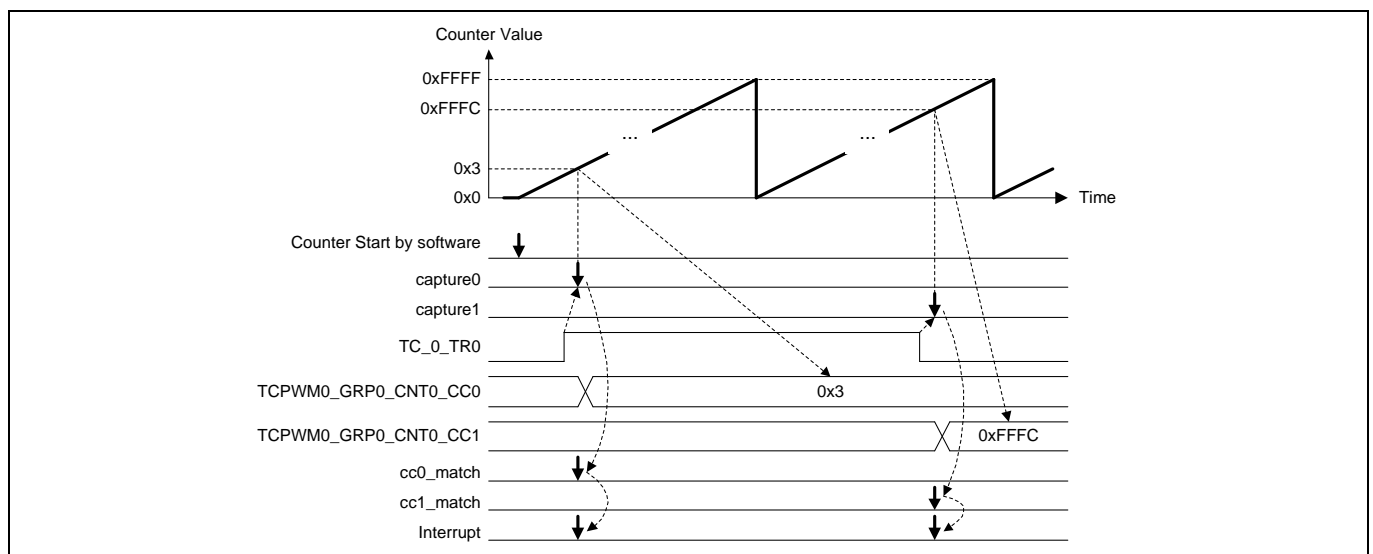 Counter Value
0xFFFF
0xFFFC
... ...
0x3
0x0 Time
Counter Start by software
capture0
capture1
TC_0_TR0
TCPWM0_GRP0_CNT0_CC0 0x3
TCPWM0_GRP0_CNT0_CC1 0xFFFC
cc0_match
cc1_match
Interrupt